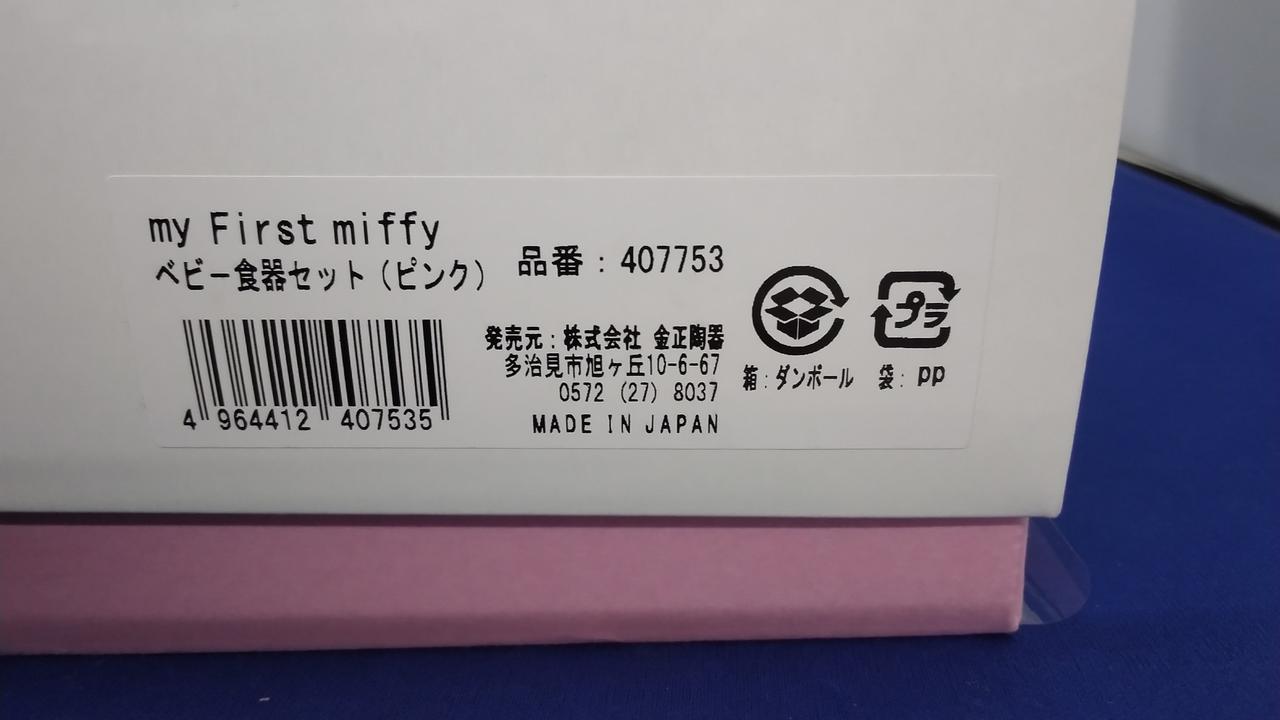 my First miffy
ベビー食器セット（ピンク）
品番：407753
4 964412 407535
発売元：株式会社 金正陶器
多治見市旭ヶ丘10-6-67
0572（27）8037
MADE IN JAPAN
プラ
箱：ダンボール
袋：PP